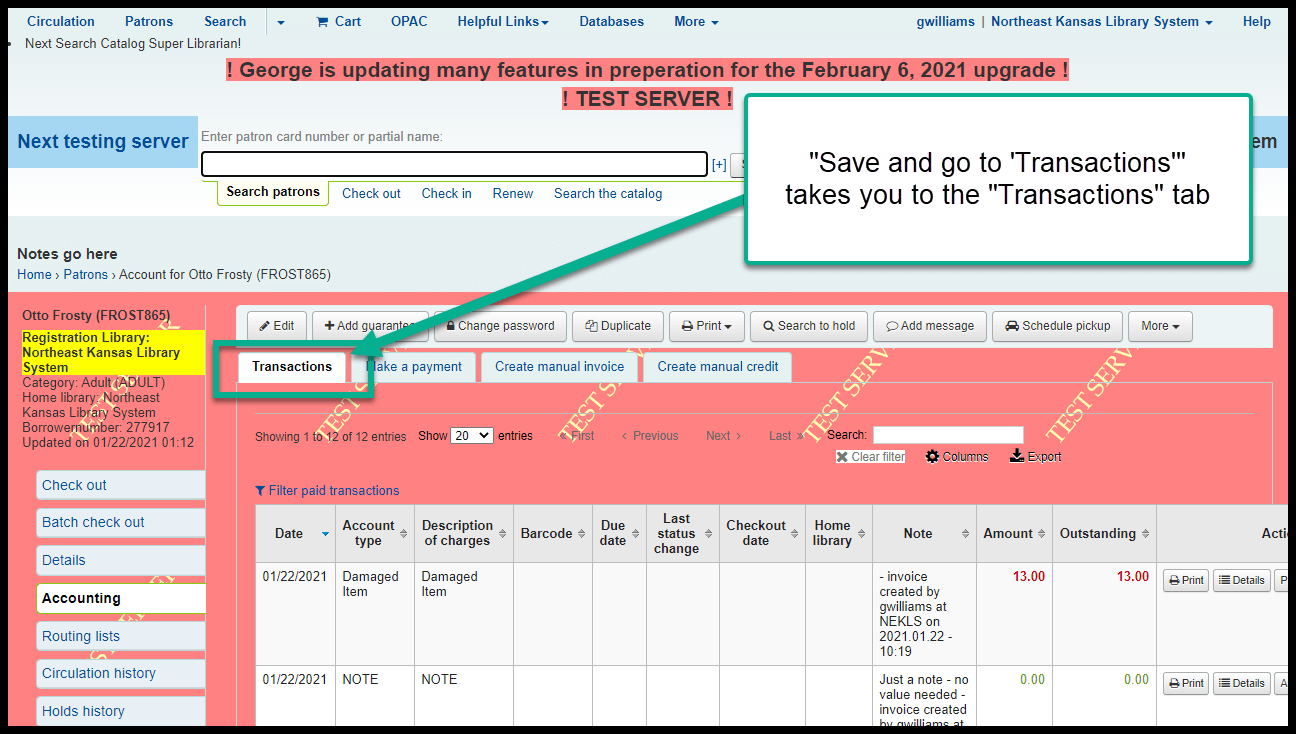 Circulation Patrons Search Cart OPAC Helpful Links Databases More gwilliams | Northeast Kansas Library System Help
Next Search Catalog Super Librarian!
! George is updating many features in preperation for the February 6, 2021 upgrade !
! TEST SERVER !
"Save and go to 'Transactions'"
takes you to the "Transactions" tab
Next testing server
Enter patron card number or partial name:
[+]
Search patrons Check out Check in Renew Search the catalog
Notes go here
Home › Patrons › Account for Otto Frosty (FROST865)
Otto Frosty (FROST865)
Registration Library:
Northeast Kansas Library
System
Category: Adult (ADULT)
Home library: Northeast
Kansas Library System
Borrowernumber: 277917
Updated on 01/22/2021 01:12
Check out
Batch check out
Details
Accounting
Routing lists
Circulation history
Holds history
Edit + Add guarantee Change password Duplicate Print Search to hold Add message Schedule pickup More
Transactions Make a payment Create manual invoice Create manual credit
TEST SERV TEST SERV TEST SERV
Showing 1 to 12 of 12 entries Show 20 entries « First ‹ Previous Next › Last » Search:
Clear filter Columns Export
Filter paid transactions
Date Account type Description of charges Barcode Due date Last status change Checkout date Home library Note Amount Outstanding
01/22/2021 Damaged Item Damaged Item - invoice created by gwilliams at NEKLS on 2021.01.22 - 10:19 13.00 13.00 Print Details
01/22/2021 NOTE NOTE Just a note - no value needed - invoice created by gwilliams at 0.00 0.00 Print Details